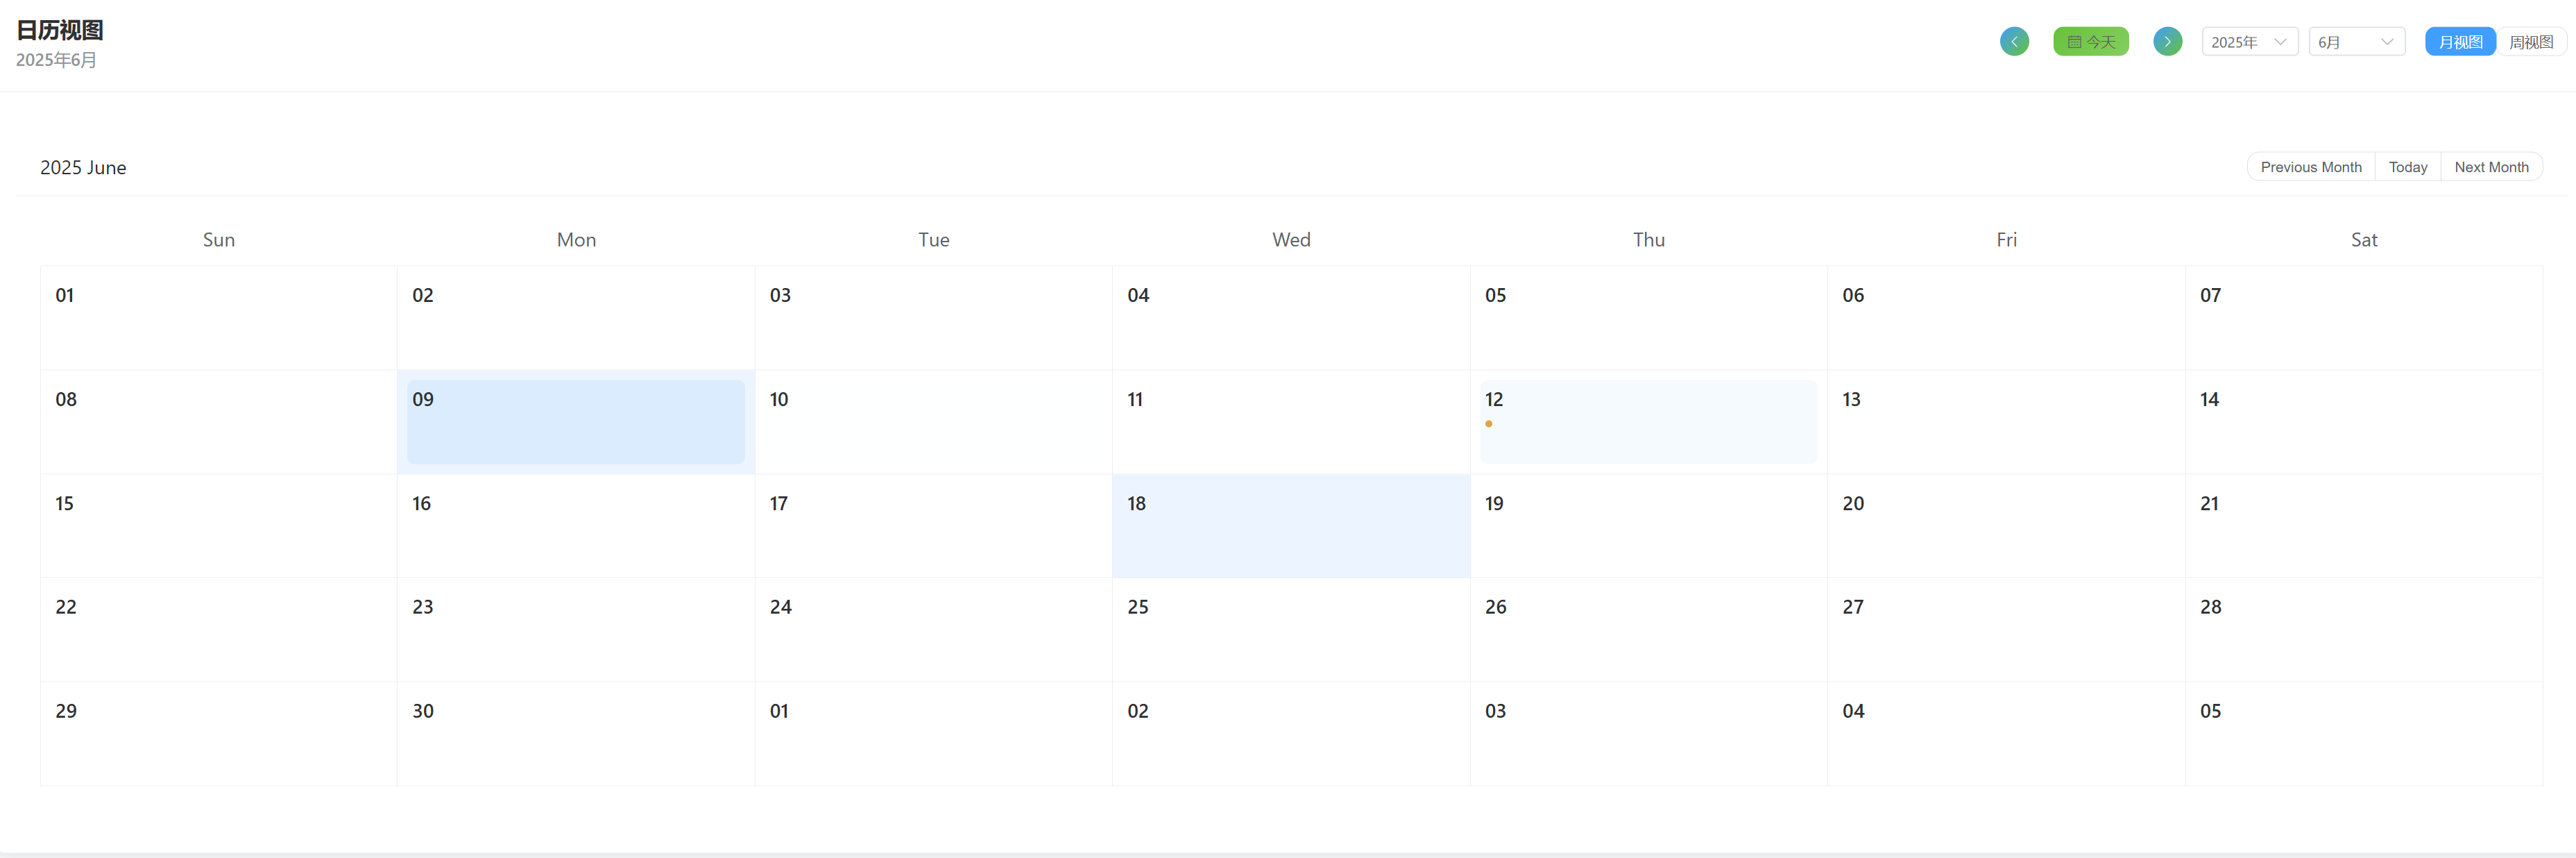 日历视图
2025年6月
今天
2025年 6月
月视图 周视图
2025 June
Previous Month Today Next Month
Sun Mon Tue Wed Thu Fri Sat
01 02 03 04 05 06 07
08 09 10 11 12 13 14
15 16 17 18 19 20 21
22 23 24 25 26 27 28
29 30 01 02 03 04 05